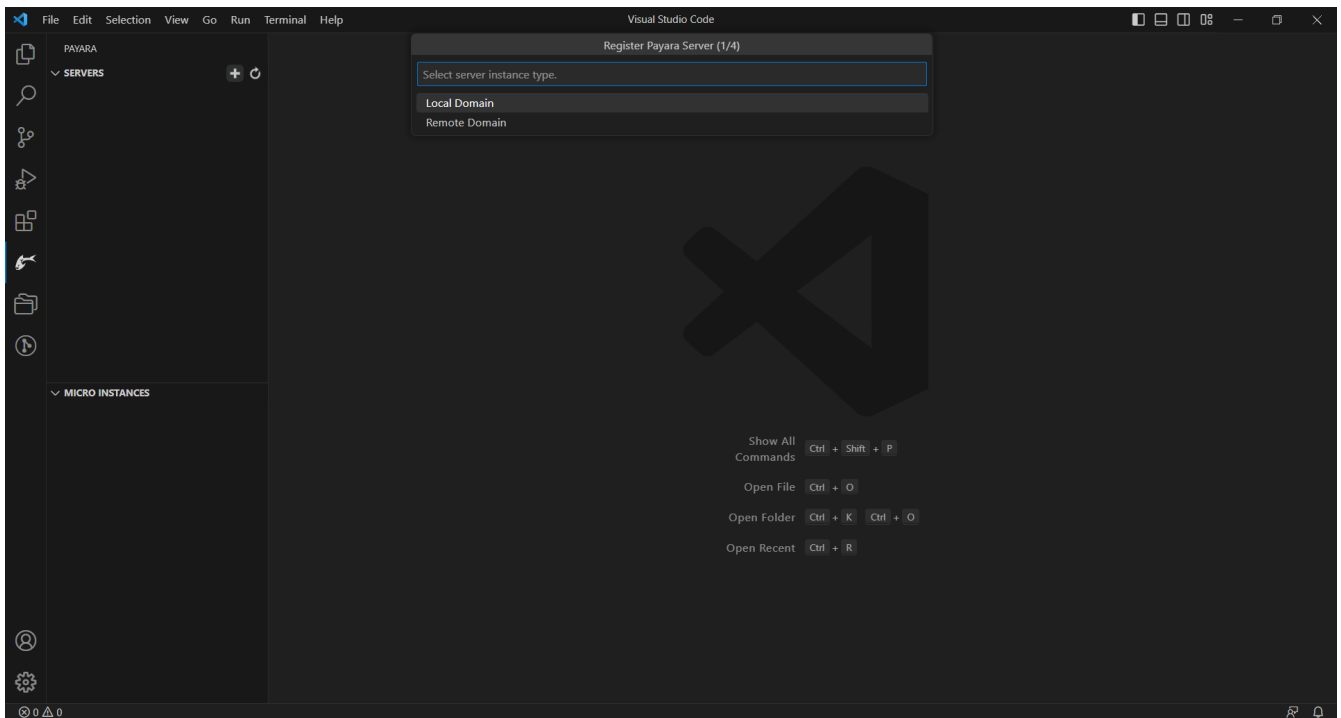 File Edit Selection View Go Run Terminal Help
Visual Studio Code
PAYARA
SERVERS
Register Payara Server (1/4)
Select server instance type.
Local Domain
Remote Domain
MICRO INSTANCES
Show All Commands Ctrl + Shift + P
Open File Ctrl + O
Open Folder Ctrl + K Ctrl + O
Open Recent Ctrl + R
0 0